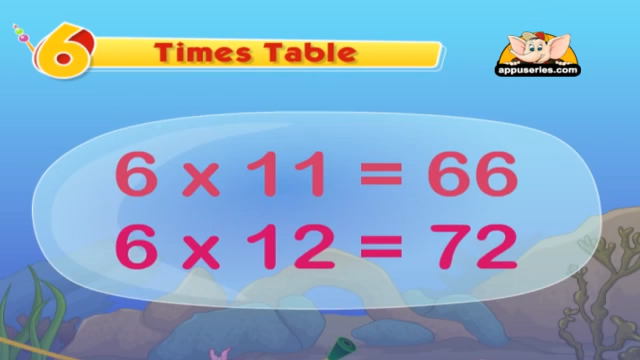 6 Times Table
appuseries.com
6 x 11 = 66
6 x 12 = 72